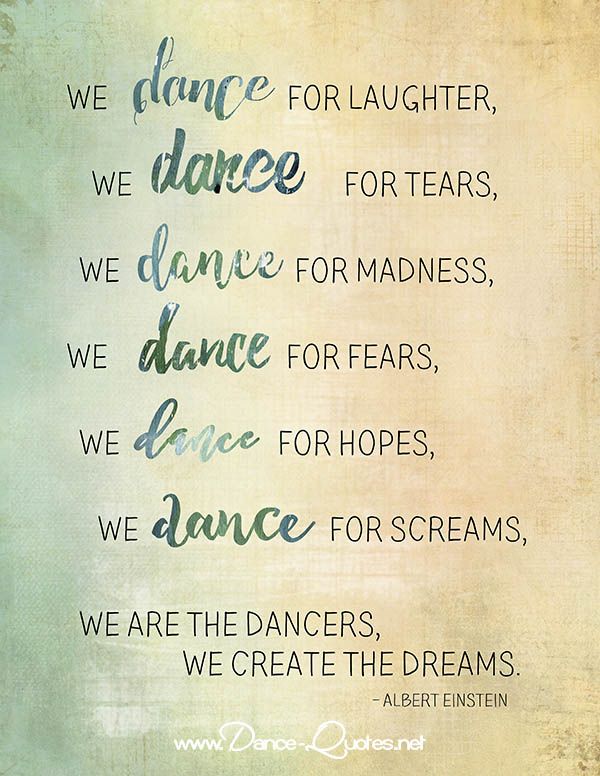 WE dance FOR LAUGHTER,
WE dance FOR TEARS,
WE dance FOR MADNESS,
WE dance FOR FEARS,
WE dance FOR HOPES,
WE dance FOR SCREAMS,
WE ARE THE DANCERS,
WE CREATE THE DREAMS.
- ALBERT EINSTEIN
www.Dance-Quotes.net